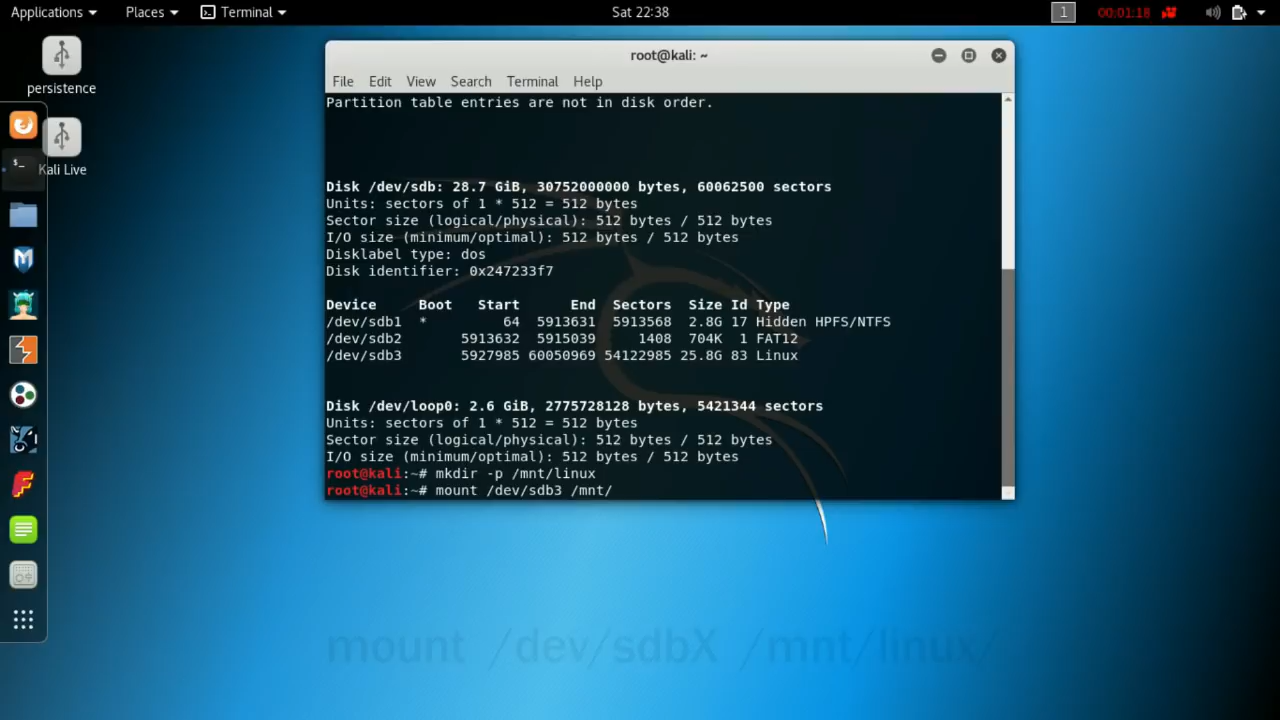 Applications Places Terminal Sat 22:38 1 00:01:18
persistence
Kali Live
root@kali: ~
File Edit View Search Terminal Help
Partition table entries are not in disk order.
Disk /dev/sdb: 28.7 GiB, 30752000000 bytes, 60062500 sectors
Units: sectors of 1 * 512 = 512 bytes
Sector size (logical/physical): 512 bytes / 512 bytes
I/O size (minimum/optimal): 512 bytes / 512 bytes
Disklabel type: dos
Disk identifier: 0x247233f7
Device Boot Start End Sectors Size Id Type
/dev/sdb1 * 64 5913631 5913568 2.8G 17 Hidden HPFS/NTFS
/dev/sdb2 5913632 5915039 1408 704K 1 FAT12
/dev/sdb3 5927985 60050969 54122985 25.8G 83 Linux
Disk /dev/loop0: 2.6 GiB, 2775728128 bytes, 5421344 sectors
Units: sectors of 1 * 512 = 512 bytes
Sector size (logical/physical): 512 bytes / 512 bytes
I/O size (minimum/optimal): 512 bytes / 512 bytes
root@kali:~# mkdir -p /mnt/linux
root@kali:~# mount /dev/sdb3 /mnt/
mount /dev/sdbX /mnt/linux/